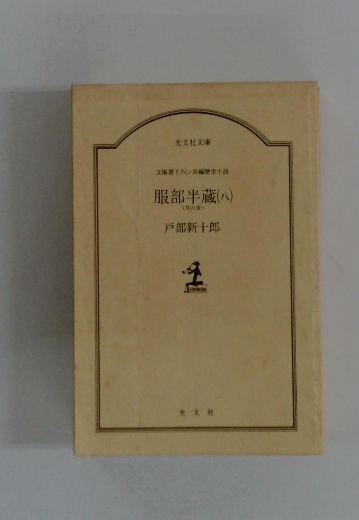 光文社文庫
文庫書下ろし・長編歴史小説
服部半蔵(八)
戸部新十郎
光文社